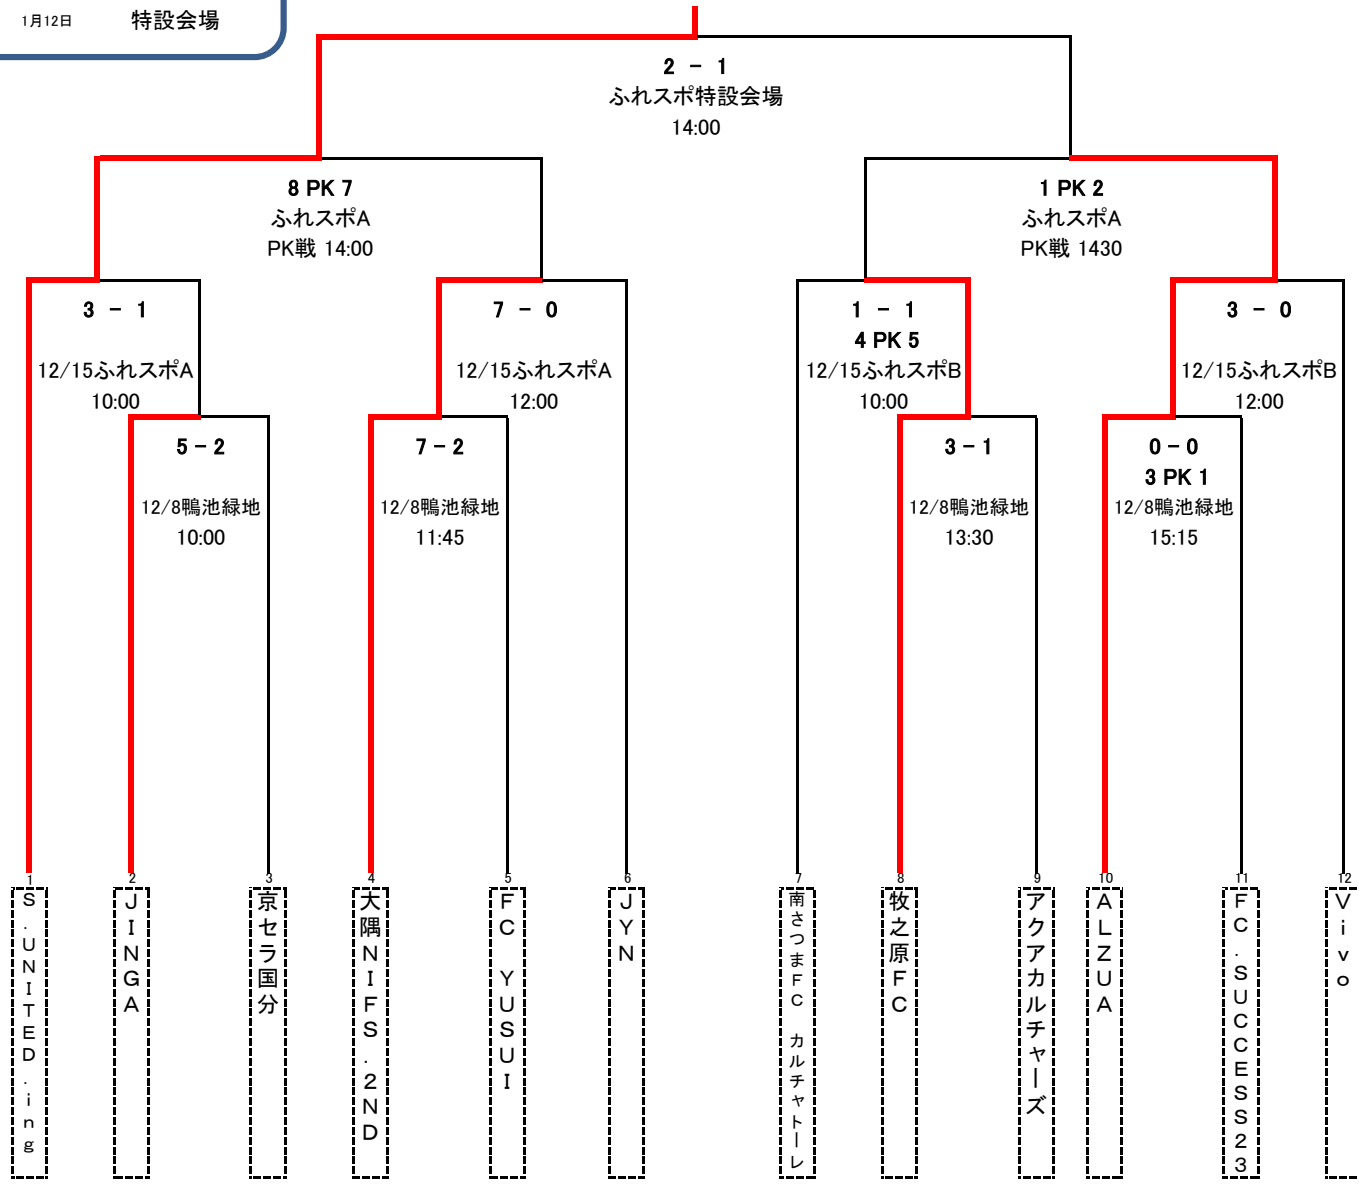 1月12日 特設会場
2 - 1
ふれスポ特設会場
14:00
8 PK 7
ふれスポA
PK戦 14:00
1 PK 2
ふれスポA
PK戦 1430
3 - 1
12/15ふれスポA
10:00
7 - 0
12/15ふれスポA
12:00
1 - 1
4 PK 5
12/15ふれスポB
10:00
3 - 0
12/15ふれスポB
12:00
5 - 2
12/8鴨池緑地
10:00
7 - 2
12/8鴨池緑地
11:45
3 - 1
12/8鴨池緑地
13:30
0 - 0
3 PK 1
12/8鴨池緑地
15:15
1
S.UNITED.ing
2
JINGA
3
京セラ国分
4
大隅NIFS.2ND
5
FC YUSUI
6
JYN
7
南さつまFC カルチャトーレ
8
牧之原FC
9
アクアカルチャーズ
10
ALZUA
11
FC.SUCCESS23
12
Vivo